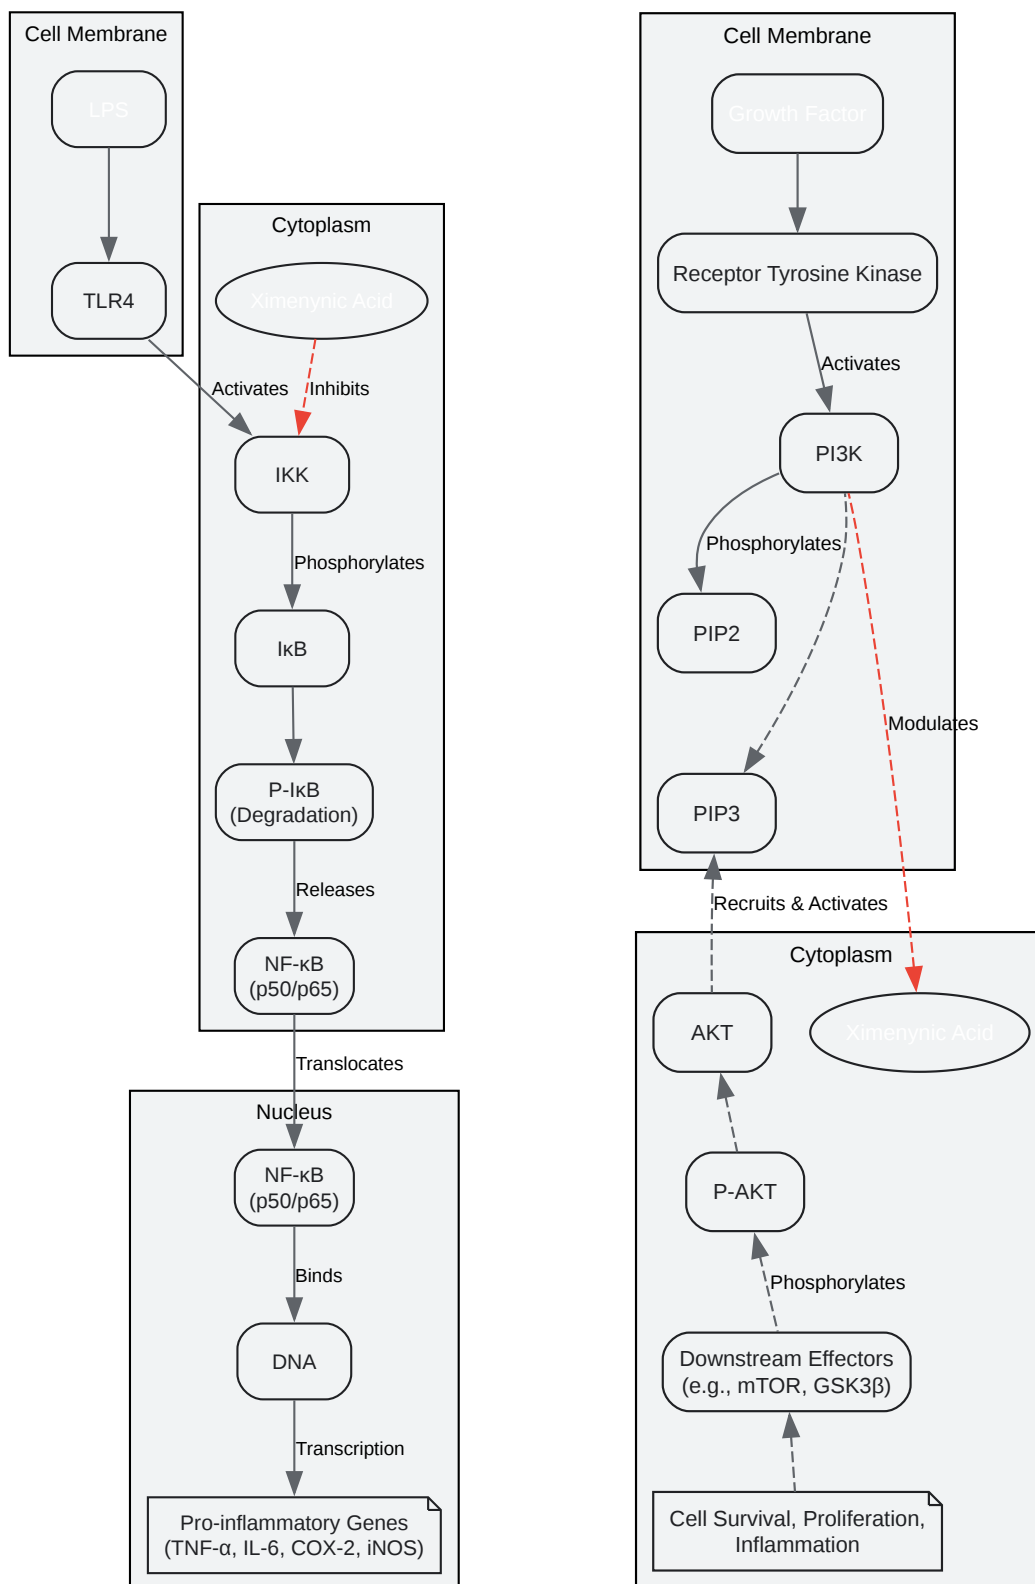 Cell Membrane
LPS
TLR4
Cytoplasm
Ximenynic Acid
Activates
Inhibits
IKK
Phosphorylates
IκB
P-IκB
(Degradation)
Releases
NF-κB
(p50/p65)
Translocates
Nucleus
NF-κB
(p50/p65)
Binds
DNA
Transcription
Pro-inflammatory Genes
(TNF-α, IL-6, COX-2, iNOS)
Cell Membrane
Growth Factor
Receptor Tyrosine Kinase
Activates
PI3K
Phosphorylates
PIP2
Modulates
PIP3
Recruits & Activates
Cytoplasm
AKT
Ximenynic Acid
P-AKT
Phosphorylates
Downstream Effectors
(e.g., mTOR, GSK3β)
Cell Survival, Proliferation,
Inflammation